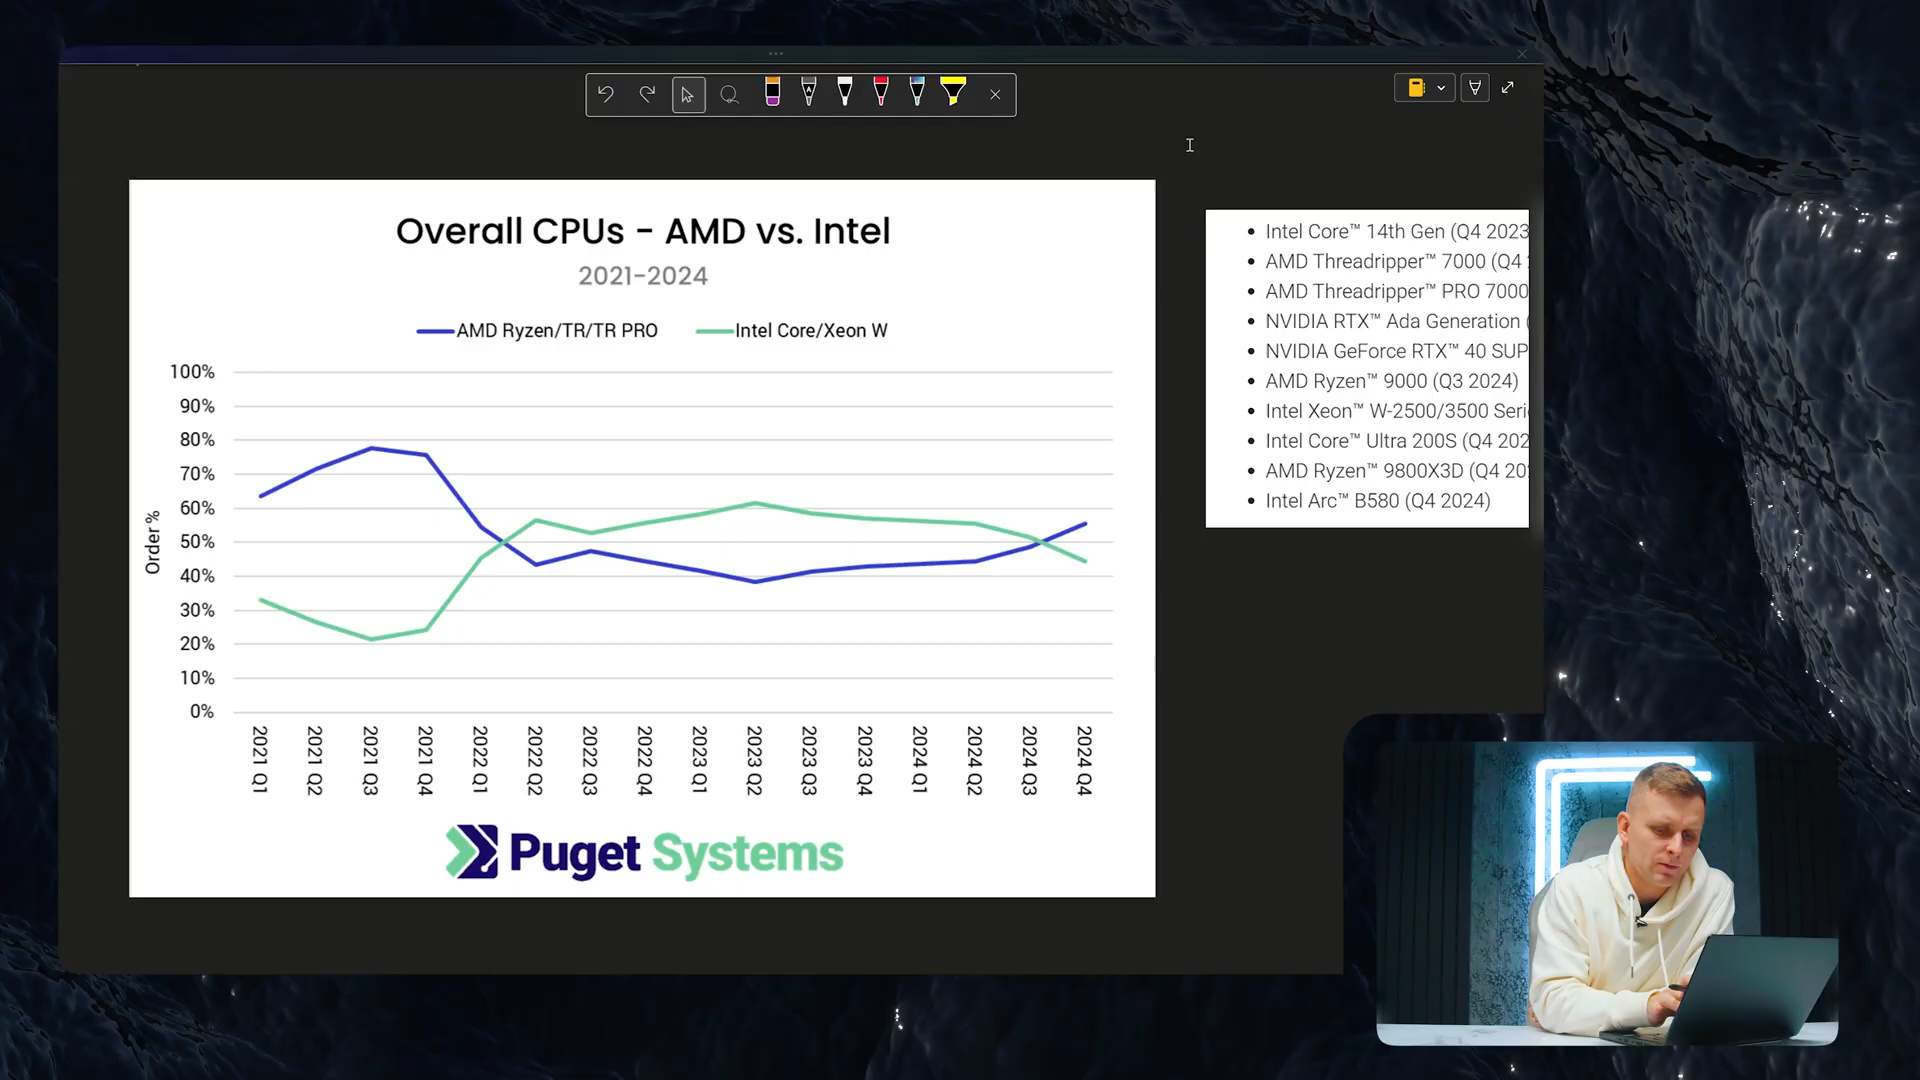 Overall CPUs - AMD vs. Intel
2021-2024
AMD Ryzen/TR/TR PRO
Intel Core/Xeon W
Order %
100%
90%
80%
70%
60%
50%
40%
30%
20%
10%
0%
2021 Q1
2021 Q2
2021 Q3
2021 Q4
2022 Q1
2022 Q2
2022 Q3
2022 Q4
2023 Q1
2023 Q2
2023 Q3
2023 Q4
2024 Q1
2024 Q2
2024 Q3
2024 Q4
Puget Systems
• Intel Core™ 14th Gen (Q4 2023
• AMD Threadripper™ 7000 (Q4
• AMD Threadripper™ PRO 7000
• NVIDIA RTX™ Ada Generation
• NVIDIA GeForce RTX™ 40 SUP
• AMD Ryzen™ 9000 (Q3 2024)
• Intel Xeon™ W-2500/3500 Seri
• Intel Core™ Ultra 200S (Q4 202
• AMD Ryzen™ 9800X3D (Q4 20
• Intel Arc™ B580 (Q4 2024)